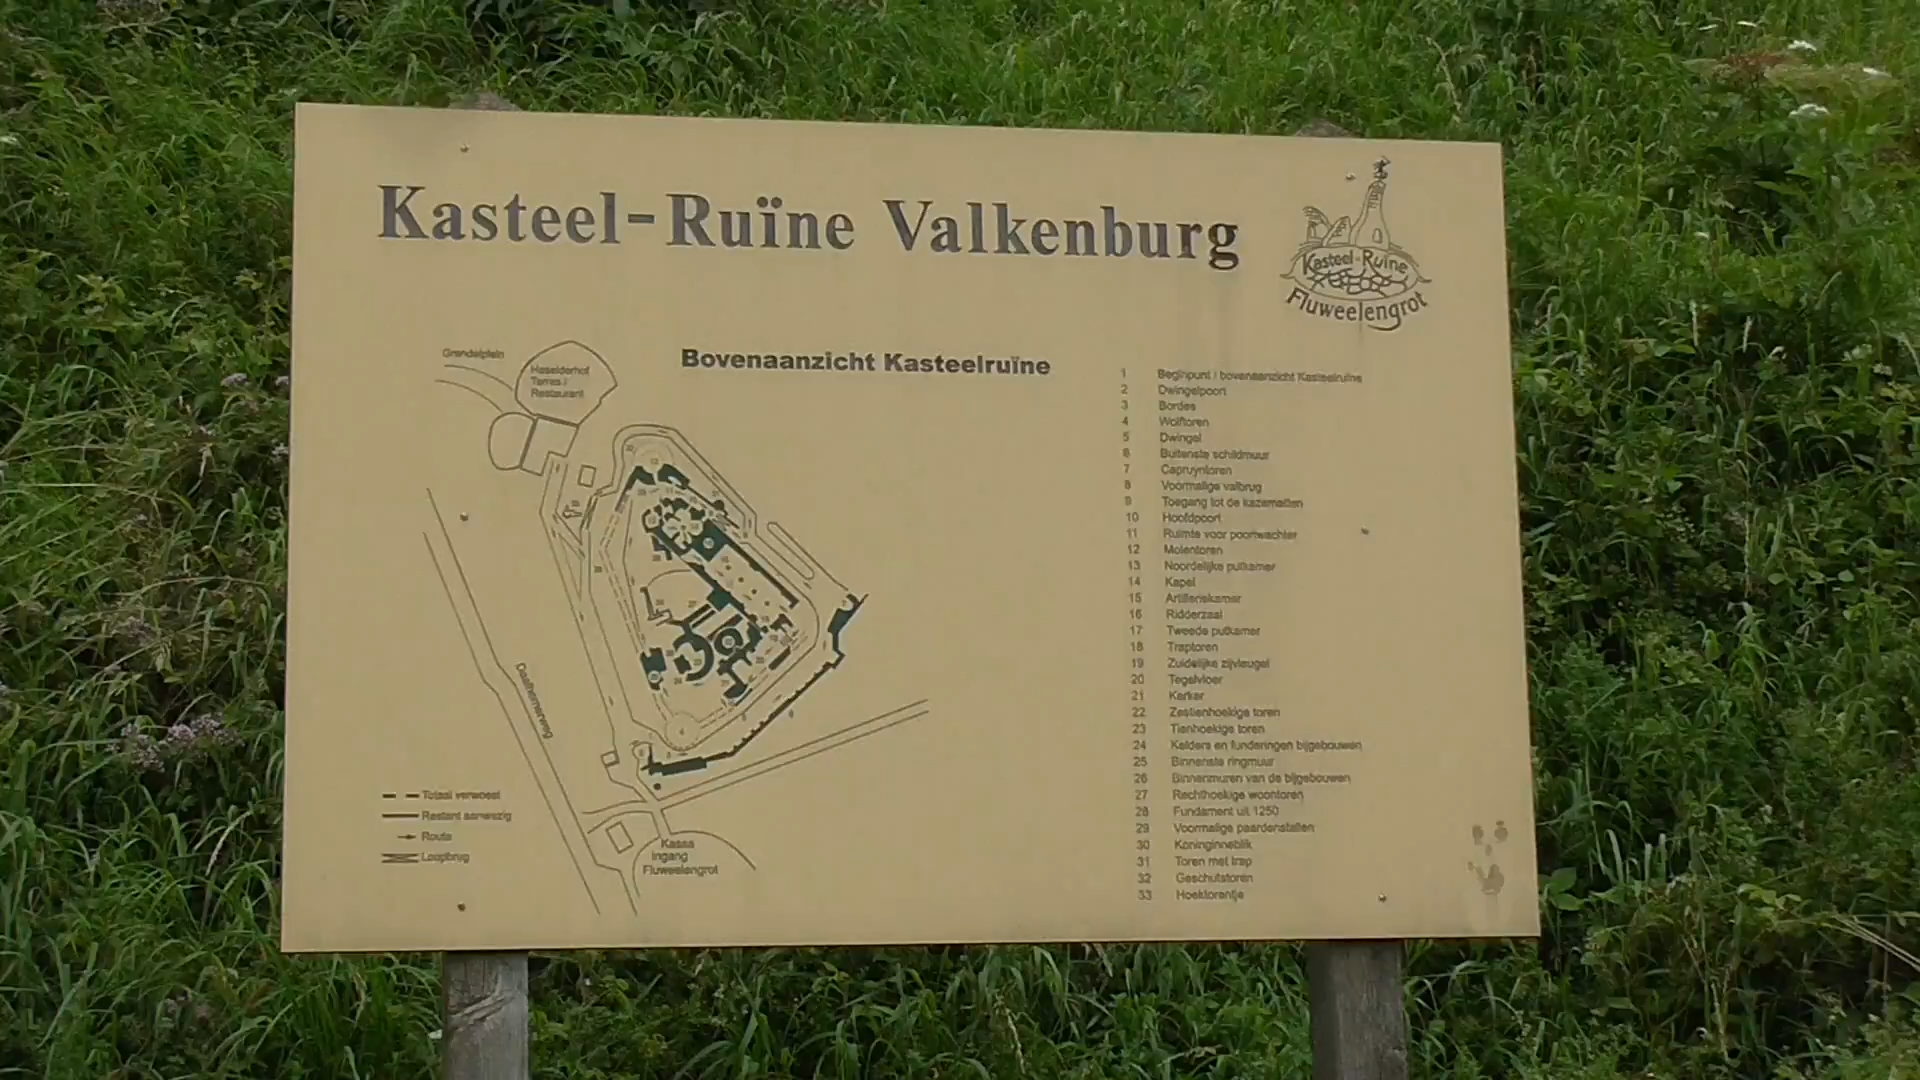 Kasteel-Ruïne Valkenburg
Kasteel-Ruïne
Fluweelengrot
Bovenaanzicht Kasteelruïne
Grendelplein
Haselderhof
Terras /
Restaurant
Daalhemerweg
Kassa
Ingang
Fluweelengrot
Totaal verwoest
Restant aanwezig
Route
Loopbrug
1 Beginpunt / bovenaanzicht Kasteelruïne
2 Dwingelpoort
3 Bordes
4 Wolftoren
5 Dwingel
6 Buitenste schildmuur
7 Capruyntoren
8 Voormalige valbrug
9 Toegang tot de kazematten
10 Hoofdpoort
11 Ruimte voor poortwachter
12 Molentoren
13 Noordelijke putkamer
14 Kapel
15 Artilleriekamer
16 Ridderzaal
17 Tweede putkamer
18 Traptoren
19 Zuidelijke zijvleugel
20 Tegelvloer
21 Kerker
22 Zestienhoekige toren
23 Tienhoekige toren
24 Kelders en funderingen bijgebouwen
25 Binnenste ringmuur
26 Binnenmuren van de bijgebouwen
27 Rechthoekige woontoren
28 Fundament uit 1250
29 Voormalige paardenstallen
30 Koninginneblik
31 Toren met trap
32 Geschutstoren
33 Hoektorentje